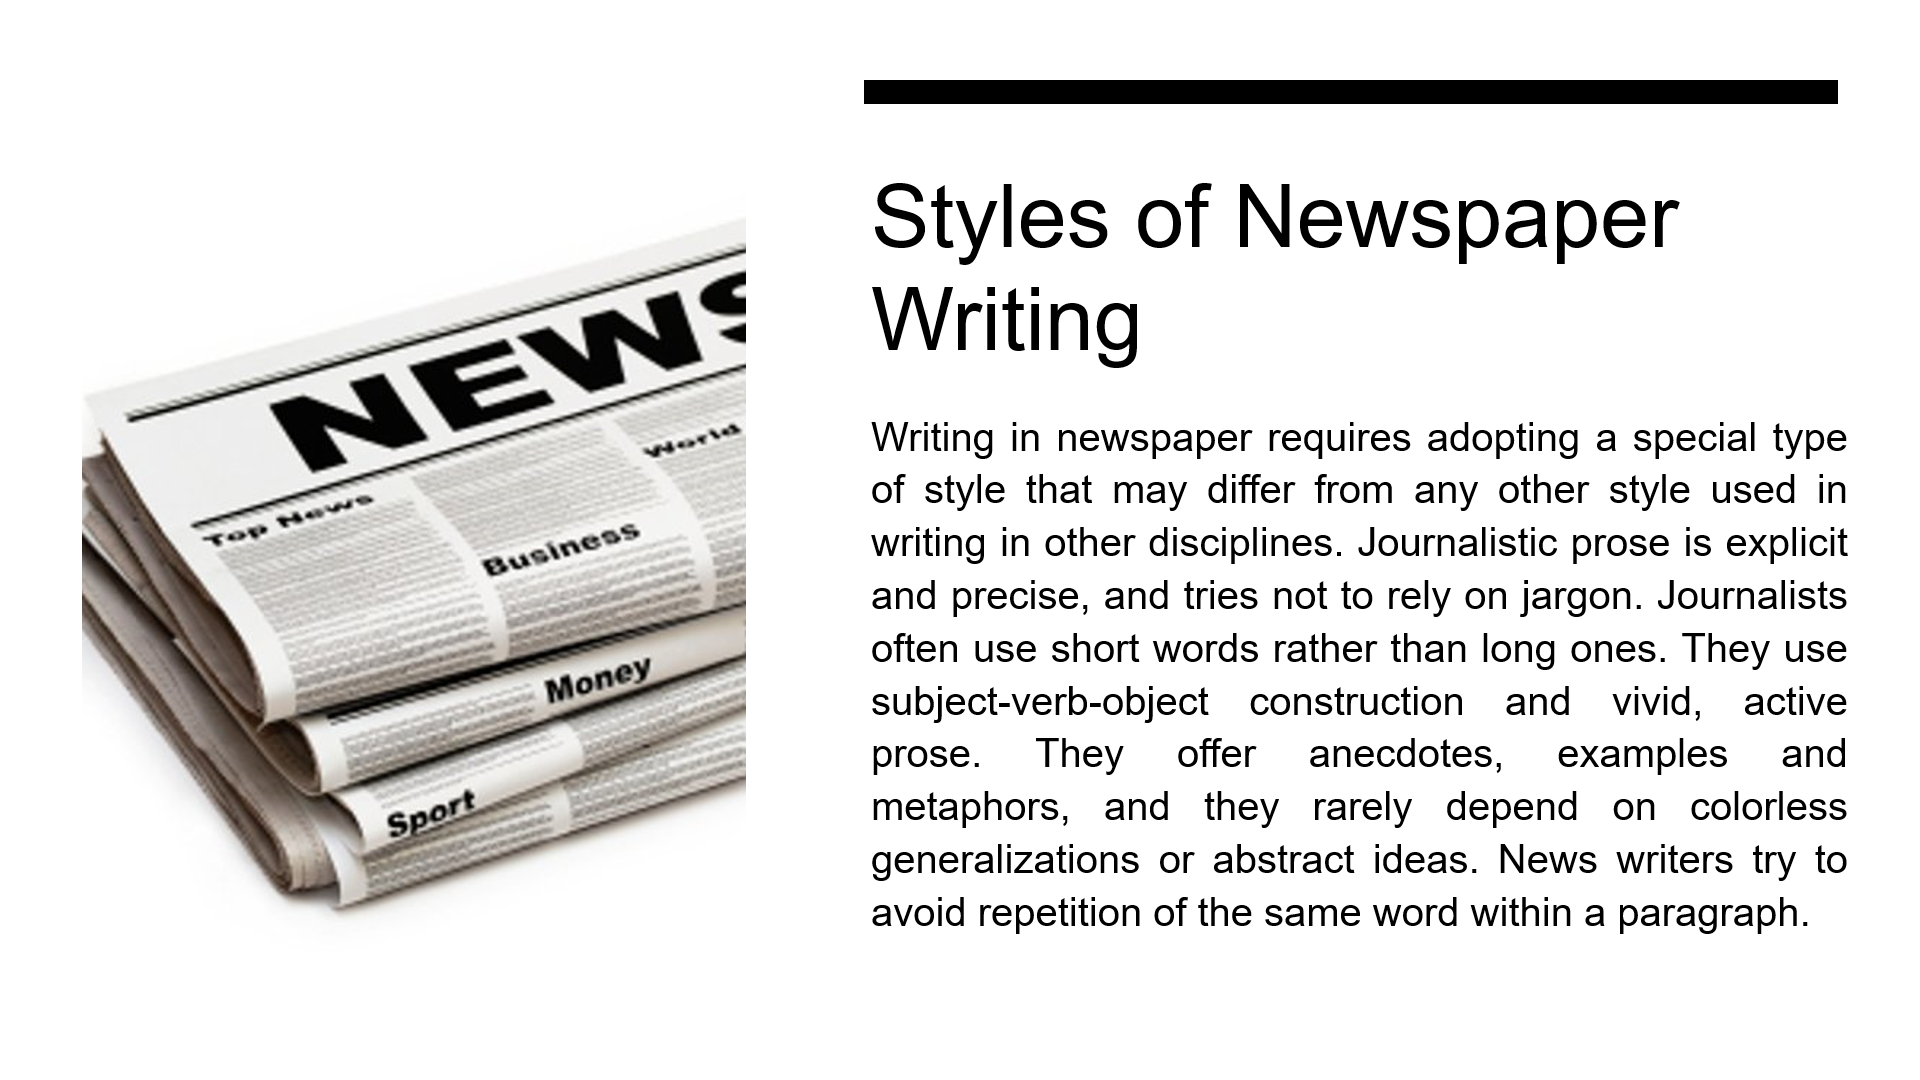 NEWS
World
Top News
Business
Money
Sport
Styles of Newspaper
Writing
Writing in newspaper requires adopting a special type
of style that may differ from any other style used in
writing in other disciplines. Journalistic prose is explicit
and precise, and tries not to rely on jargon. Journalists
often use short words rather than long ones. They use
subject-verb-object construction and vivid, active
prose. They offer anecdotes, examples and
metaphors, and they rarely depend on colorless
generalizations or abstract ideas. News writers try to
avoid repetition of the same word within a paragraph.